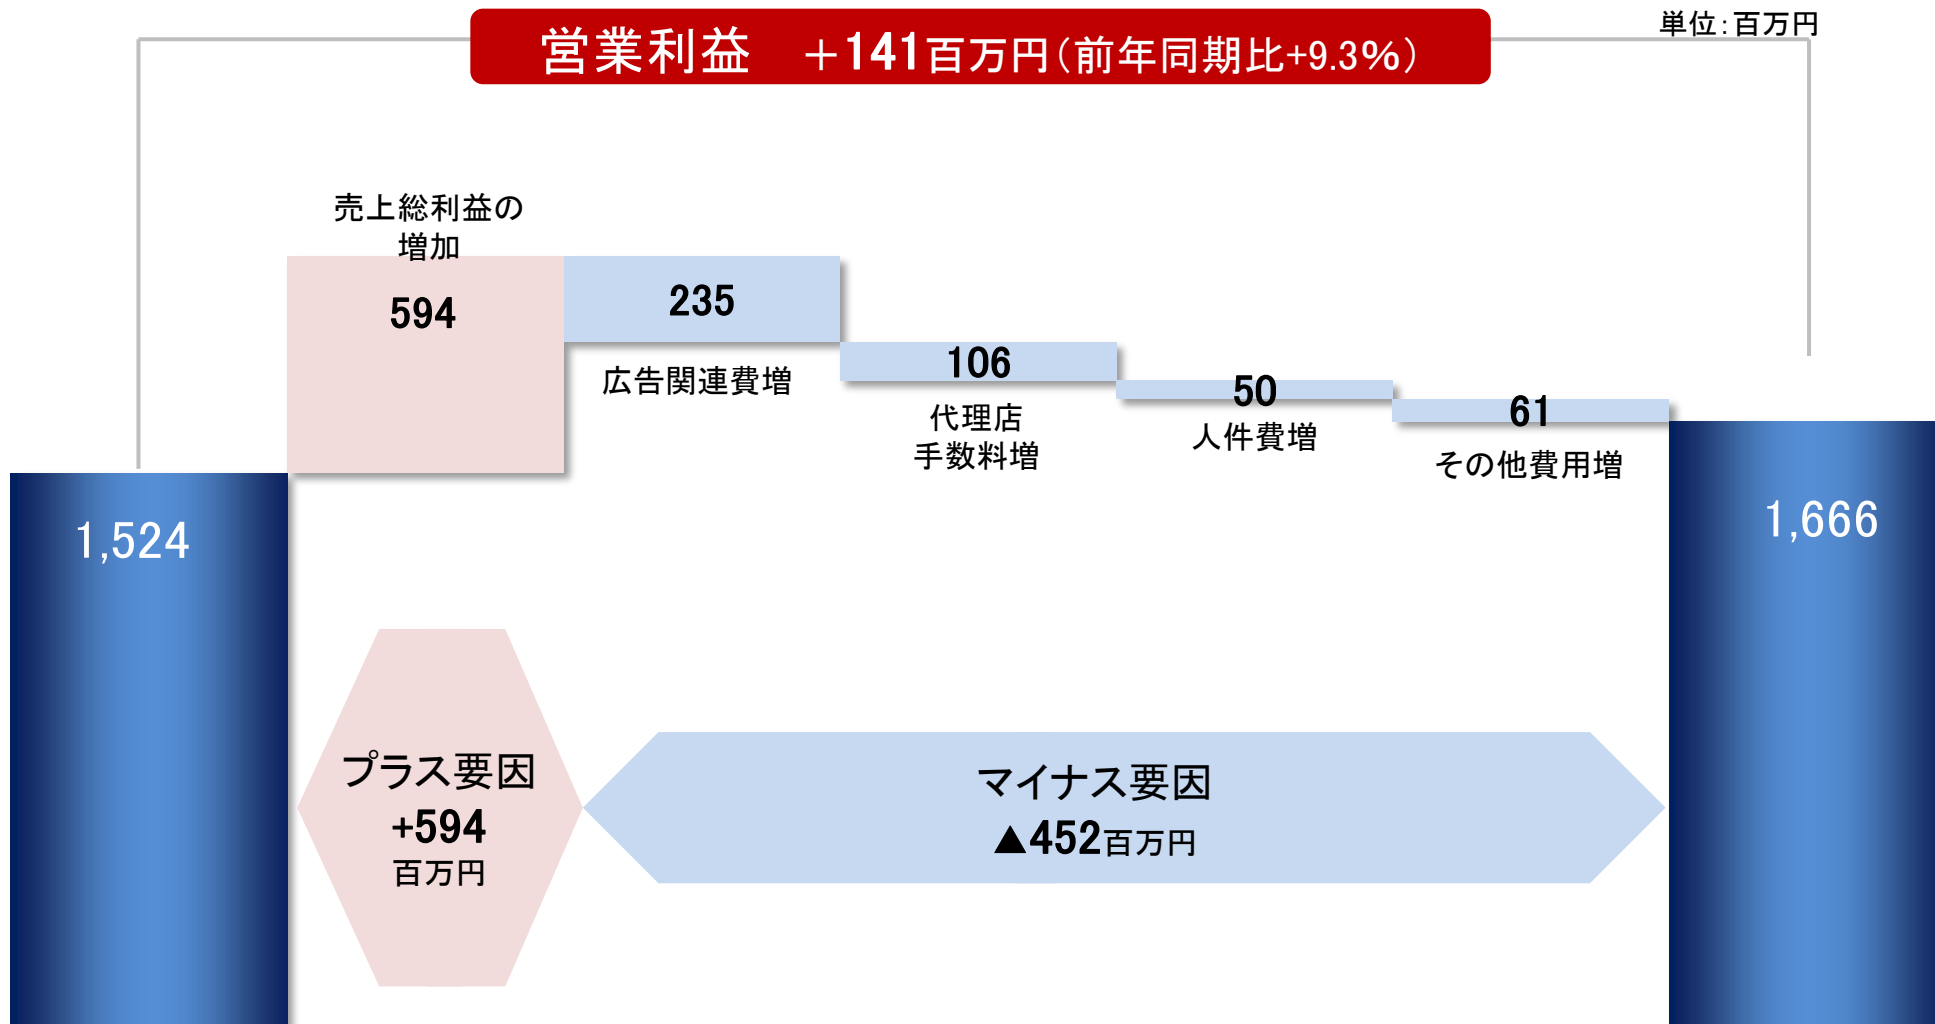 営業利益 +141百万円(前年同期比+9.3%)
単位:百万円
売上総利益の
増加
594
235
広告関連費増
106
代理店
手数料増
50
人件費増
61
その他費用増
1,524
1,666
プラス要因
+594
百万円
マイナス要因
▲452百万円